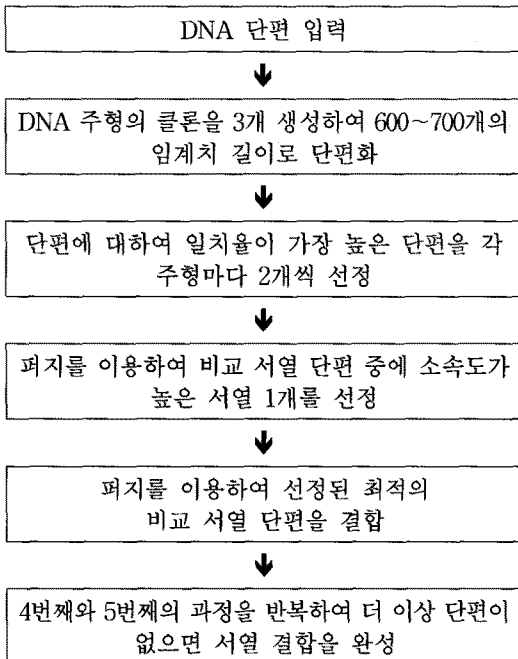 DNA 단편 입력
DNA 주형의 클론을 3개 생성하여 600~700개의
임계치 길이로 단편화
단편에 대하여 일치율이 가장 높은 단편을 각
주형마다 2개씩 선정
퍼지를 이용하여 비교 서열 단편 중에 소속도가
높은 서열 1개를 선정
퍼지를 이용하여 선정된 최적의
비교 서열 단편을 결합
4번째와 5번째의 과정을 반복하여 더 이상 단편이
없으면 서열 결합을 완성